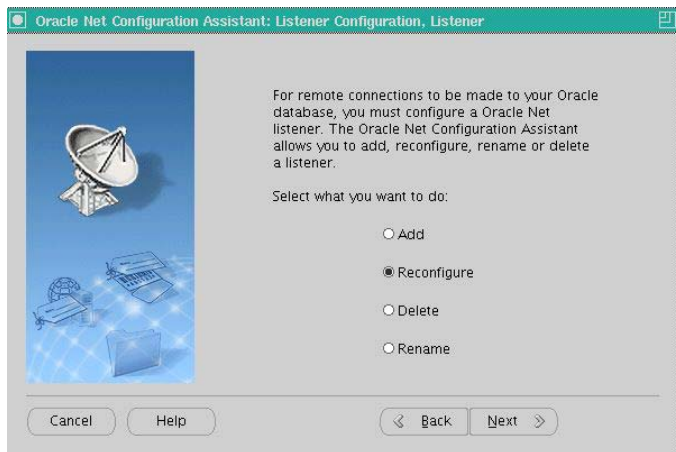 Oracle Net Configuration Assistant: Listener Configuration, Listener
For remote connections to be made to your Oracle
database, you must configure a Oracle Net
listener. The Oracle Net Configuration Assistant
allows you to add, reconfigure, rename or delete
a listener.
Select what you want to do:
Add
Reconfigure
Delete
Rename
Cancel
Help
Back
Next